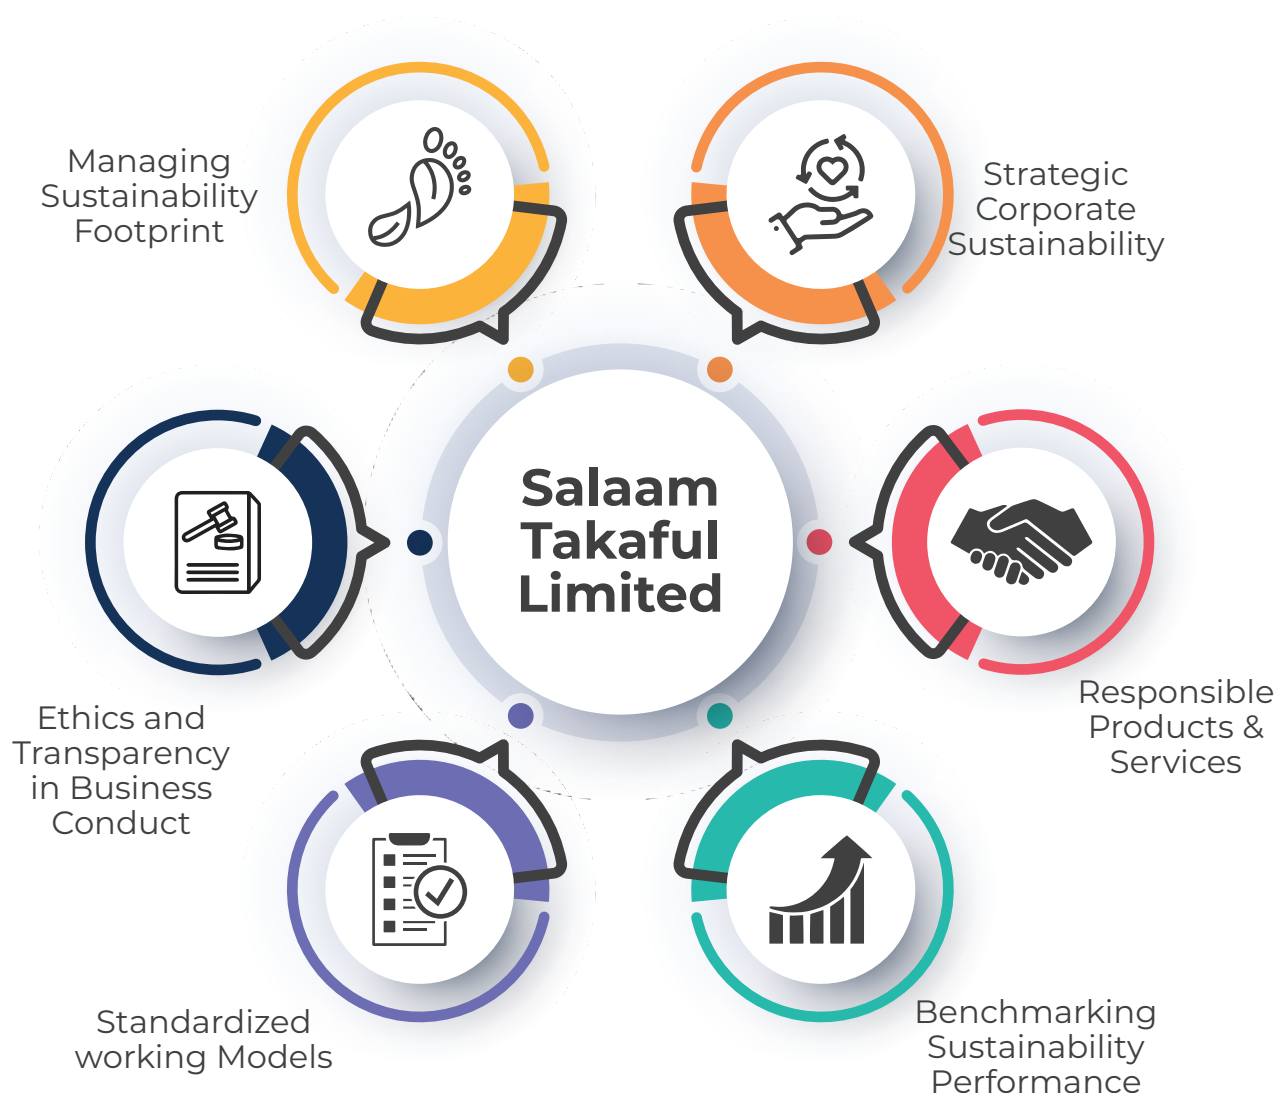 Managing
Sustainability
Footprint
Strategic
Corporate
Sustainability
Salaam
Takaful
Limited
Ethics and
Transparency
in Business
Conduct
Responsible
Products &
Services
Standardized
working Models
Benchmarking
Sustainability
Performance